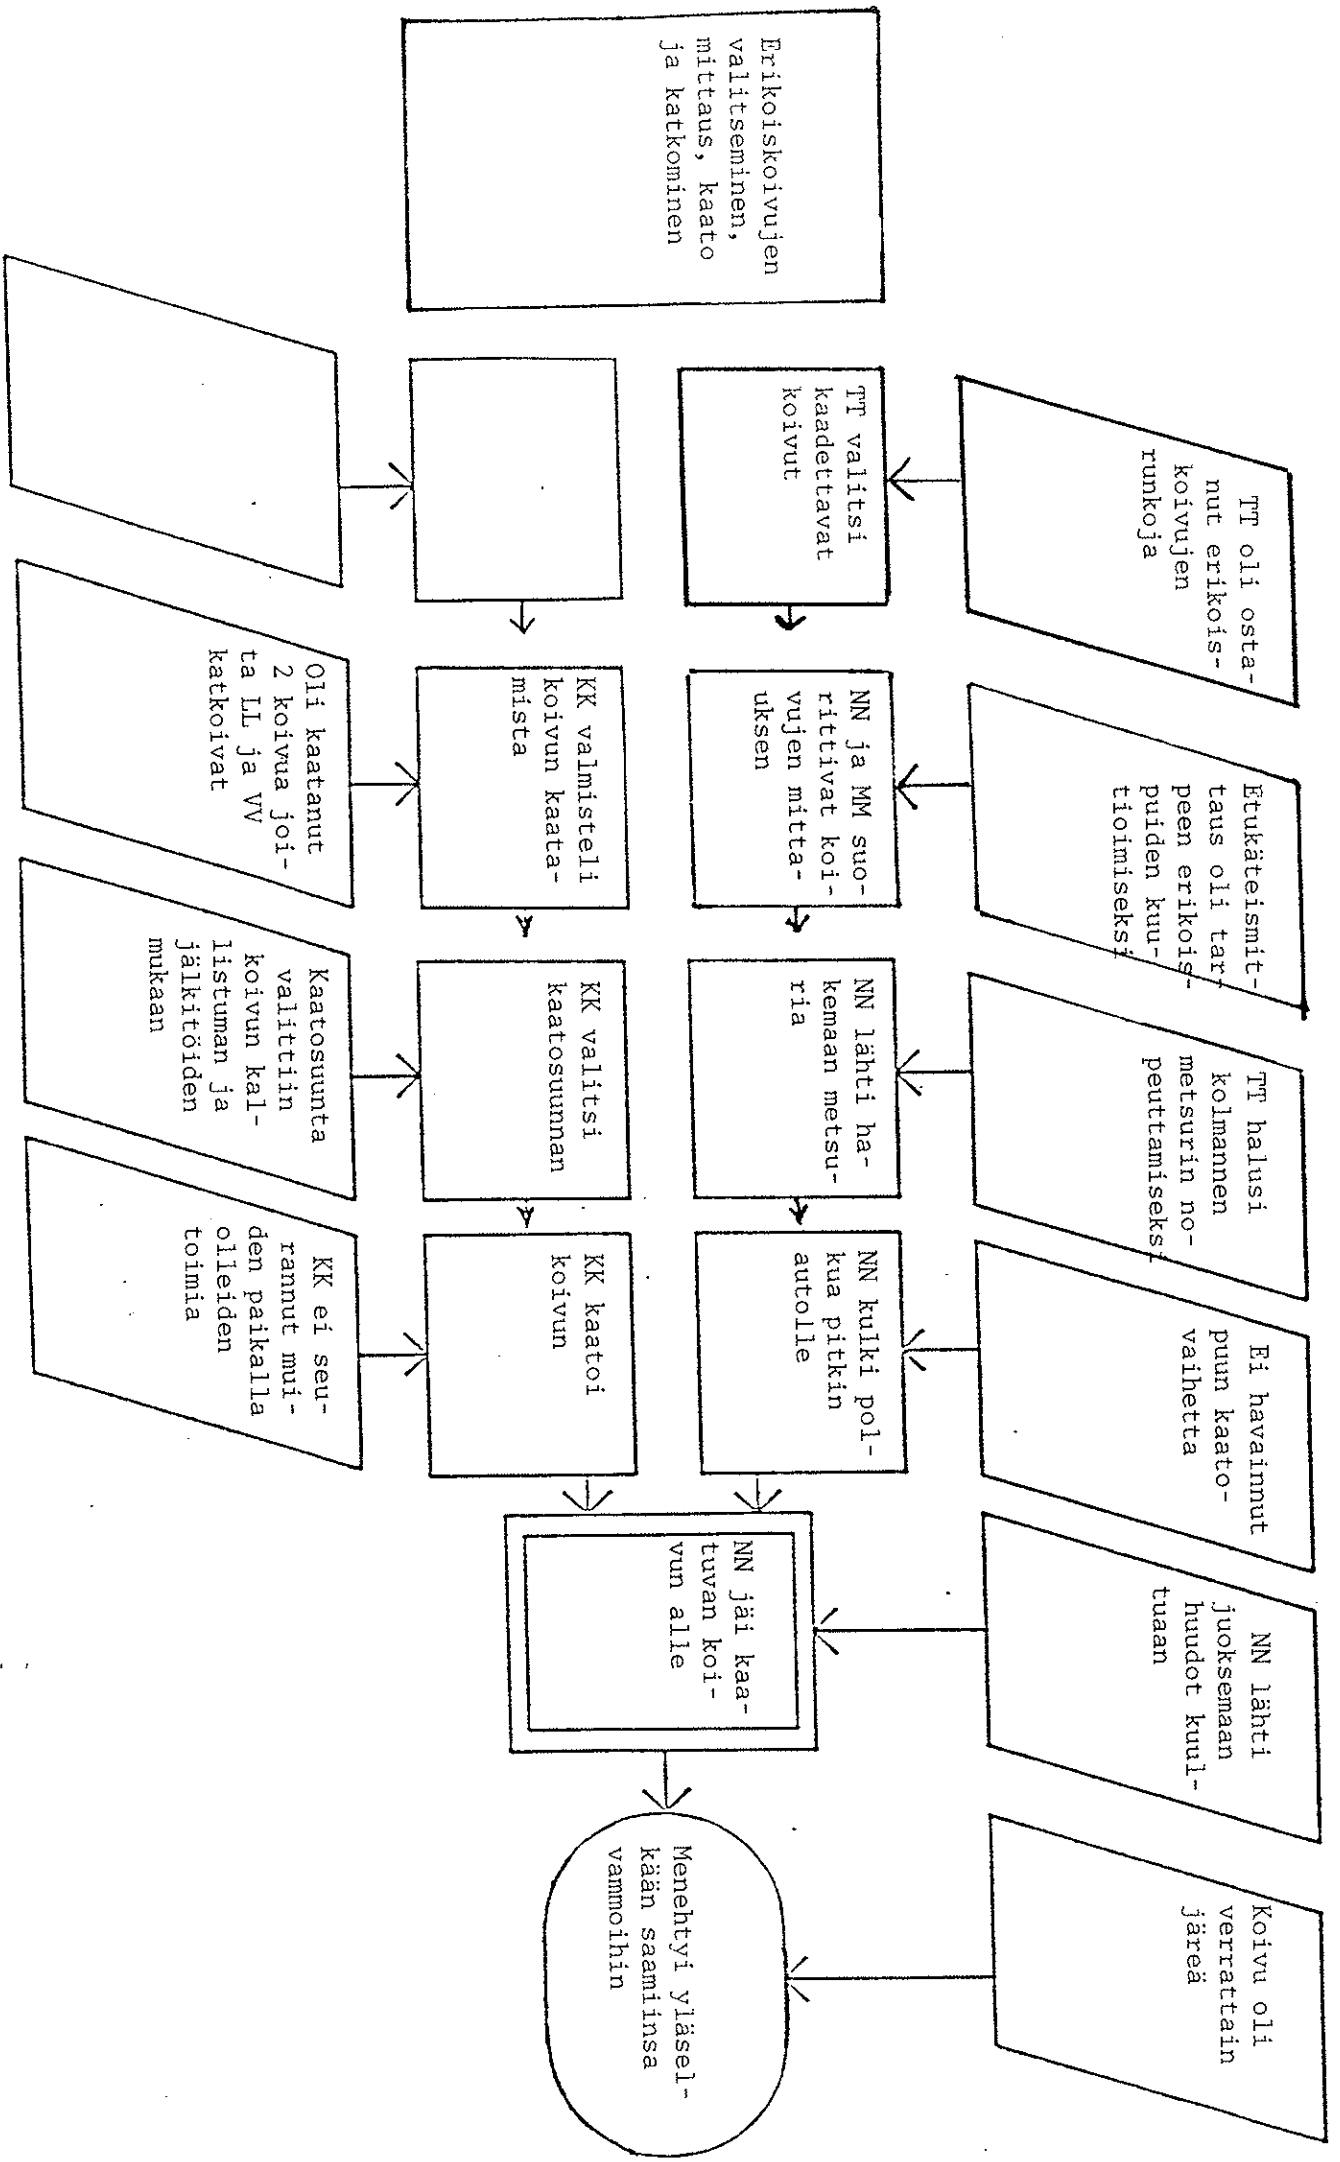 Erikoiskoivujen
valitseminen,
mittaus, kaato
ja katkominen
TT oli osta-
nut erikois-
koivujen
runkoja
Etukäteismit-
taus oli tar-
peen erikois-
puiden kuu-
tioimiseksi
TT halusi
kolmannen
metsurin no-
peuttamiseksi
Ei havainnut
puun kaato-
vaihetta
NN lähti
juoksemaan
huudot kuul-
tuaan
Koivu oli
verrattain
järeä
TT valitsi
kaadettavat
koivut
NN ja MM suo-
rittivat koi-
vujen mitta-
uksen
NN lähti ha-
kemaan metsu-
ria
NN kulki pol-
kua pitkin
autolle
NN jäi kaa-
tuvan koi-
vun alle
Menehtyi yläsel-
kään saamiinsa
vammoihin
KK valmisteli
koivun kaata-
mista
KK valitsi
kaatosuunnan
KK kaatoi
koivun
Oli kaatanut
2 koivua joi-
ta LL ja VV
katkoivat
Kaatosuunta
valittiin
koivun kal-
listuman ja
jälkitöiden
mukaan
KK ei seu-
rannut mui-
den paikalla
olleiden
toimia